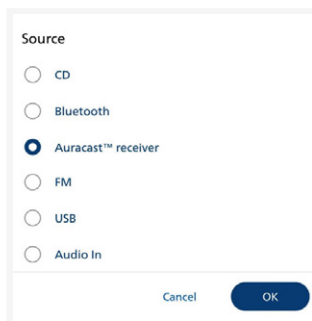 Source
CD
Bluetooth
Auracast™ receiver
FM
USB
Audio In
Cancel
OK